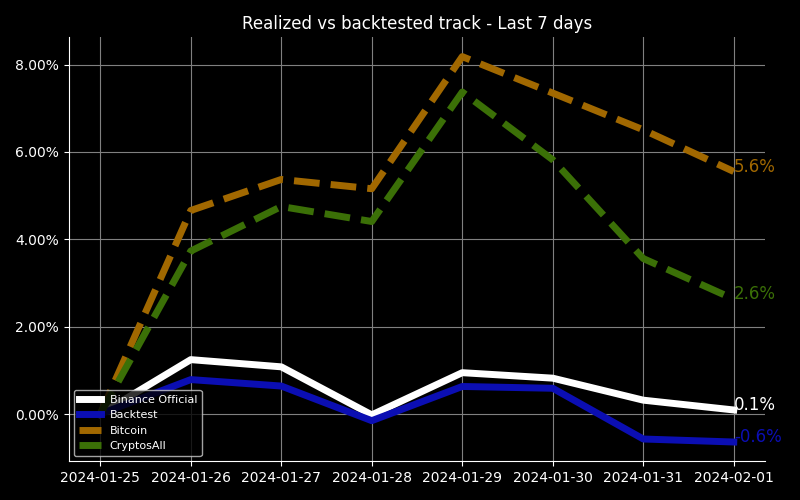 Realized vs backtested track - Last 7 days
8.00%
6.00%
4.00%
2.00%
0.00%
5.6%
2.6%
0.1%
-0.6%
Binance Official
Backtest
Bitcoin
CryptosAll
2024-01-25 2024-01-26 2024-01-27 2024-01-28 2024-01-29 2024-01-30 2024-01-31 2024-02-01